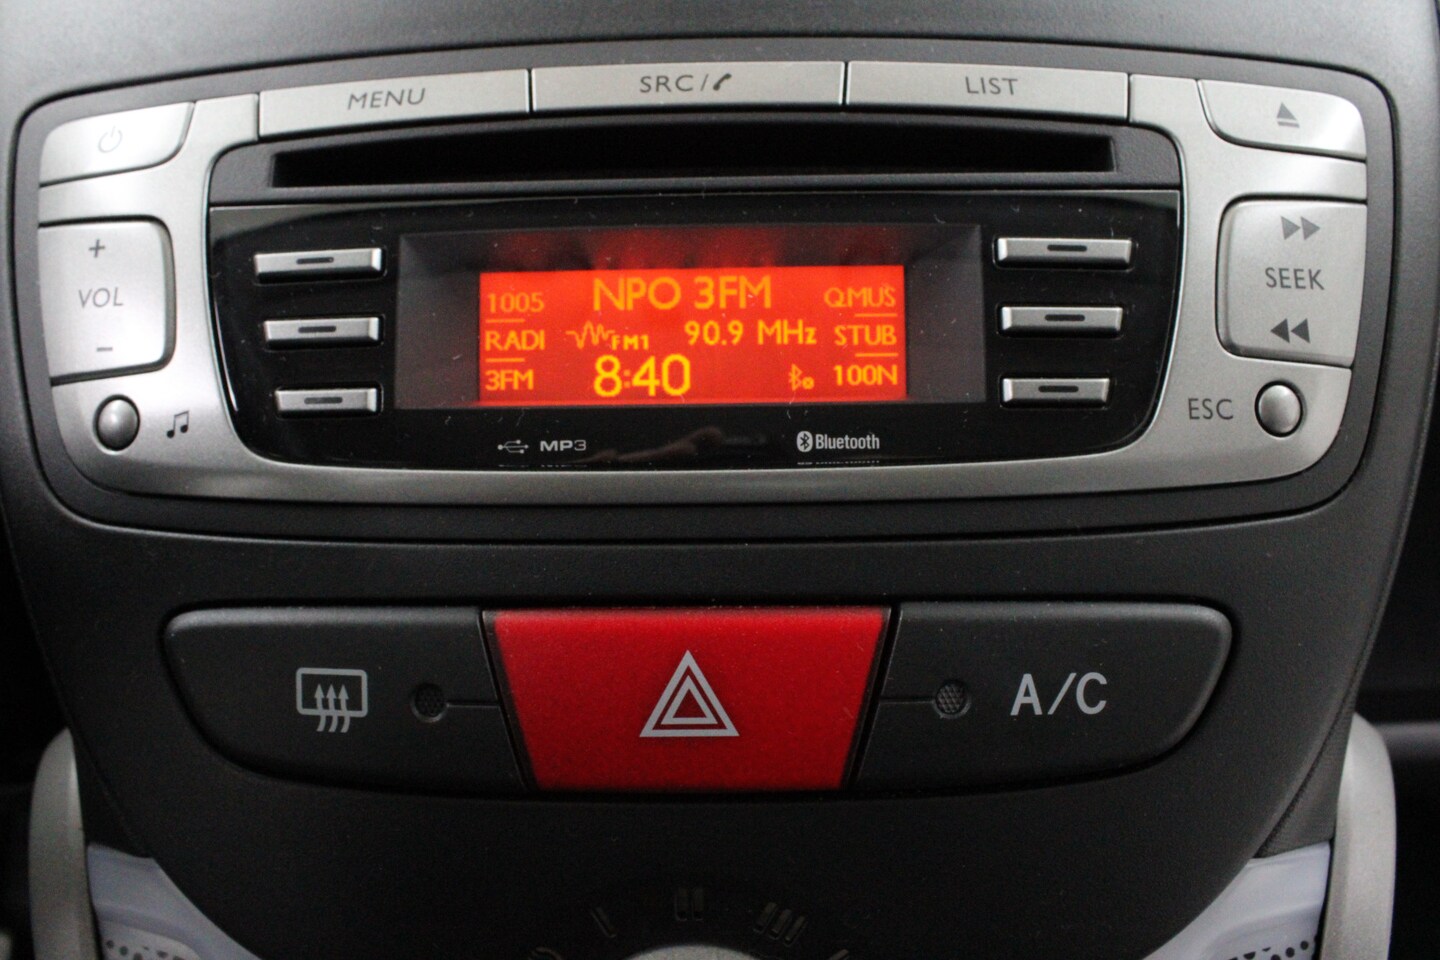 MENU
SRC/
LIST
+
VOL
-
SEEK
ESC
1005
NPO 3FM
QMUS
RADI
FM1
90.9 MHz
STUB
3FM
8:40
100N
MP3
Bluetooth
A/C